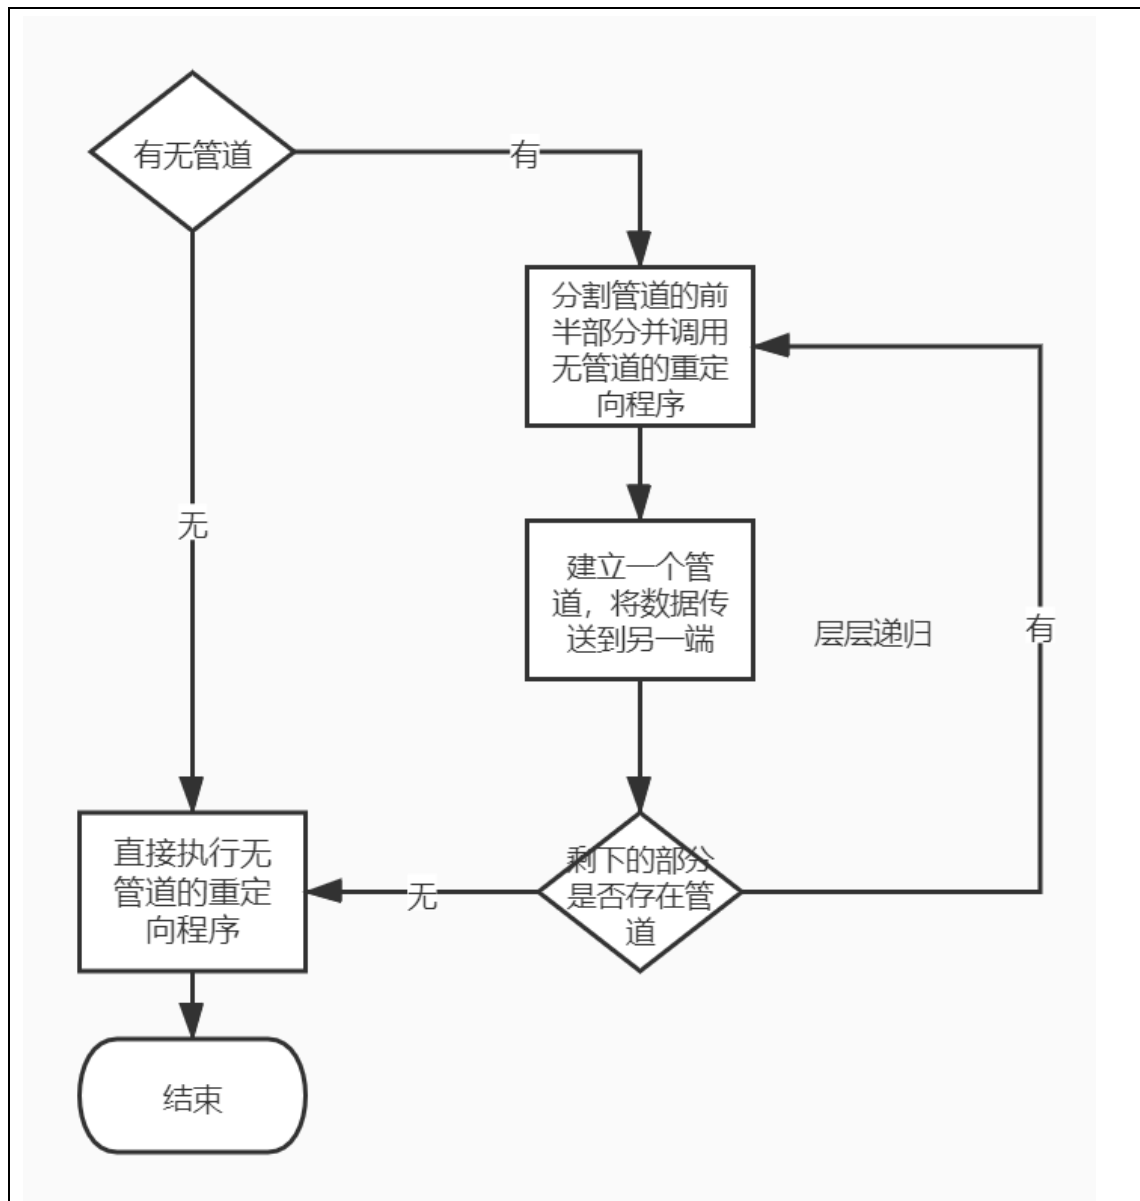 有无管道
有
分割管道的前
半部分并调用
无管道的重定
向程序
无
建立一个管
道，将数据传
送到另一端
层层递归
有
直接执行无
管道的重定
向程序
无
剩下的部分
是否存在管
道
结束